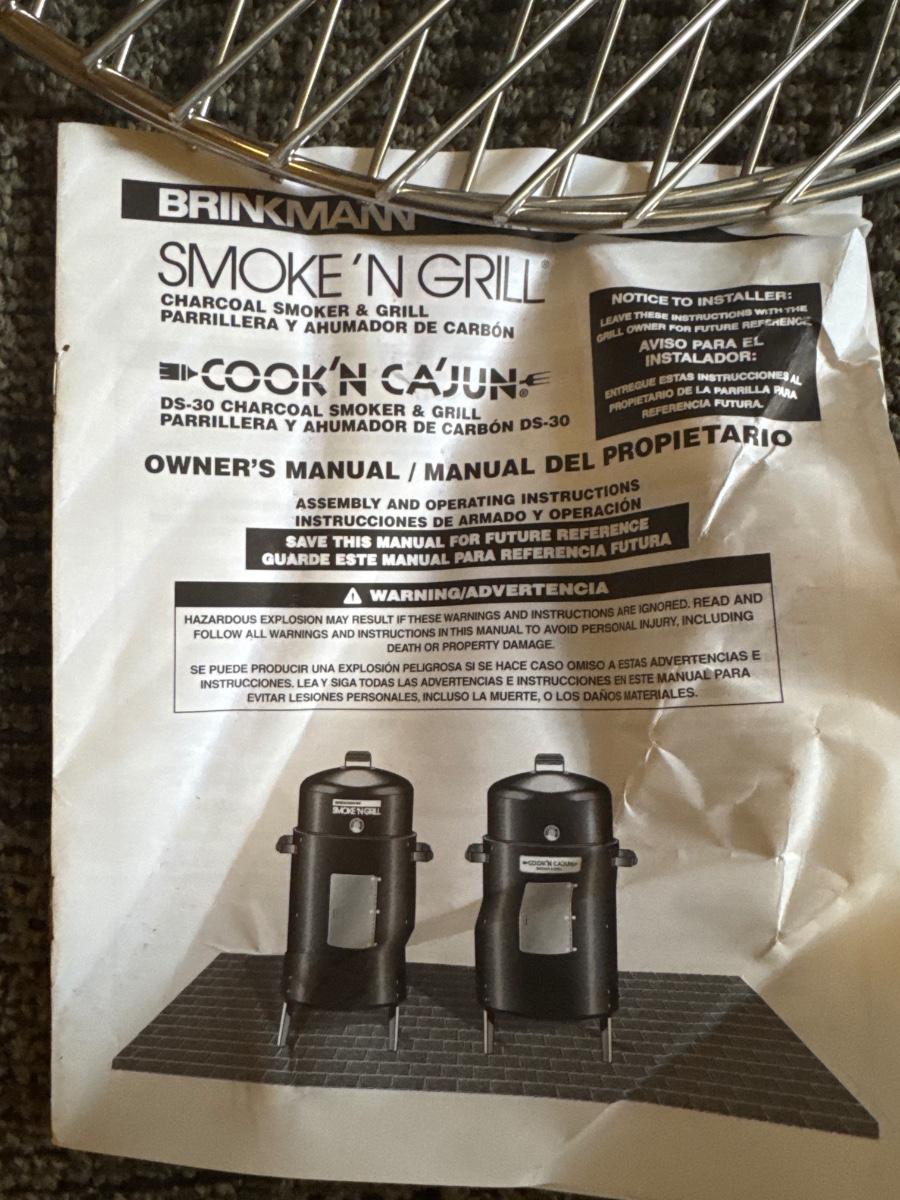 BRINKMANN
SMOKE 'N GRILL®
CHARCOAL SMOKER & GRILL
PARRILLERA Y AHUMADOR DE CARBÓN
COOK'N CA'JUN®
DS-30 CHARCOAL SMOKER & GRILL
PARRILLERA Y AHUMADOR DE CARBÓN DS-30
NOTICE TO INSTALLER:
LEAVE THESE INSTRUCTIONS WITH THE
GRILL OWNER FOR FUTURE REFERENCE.
AVISO PARA EL
INSTALADOR:
ENTREGUE ESTAS INSTRUCCIONES AL
PROPIETARIO DE LA PARRILLA PARA
REFERENCIA FUTURA.
OWNER'S MANUAL / MANUAL DEL PROPIETARIO
ASSEMBLY AND OPERATING INSTRUCTIONS
INSTRUCCIONES DE ARMADO Y OPERACIÓN
SAVE THIS MANUAL FOR FUTURE REFERENCE
GUARDE ESTE MANUAL PARA REFERENCIA FUTURA
WARNING/ADVERTENCIA
HAZARDOUS EXPLOSION MAY RESULT IF THESE WARNINGS AND INSTRUCTIONS ARE IGNORED. READ AND
FOLLOW ALL WARNINGS AND INSTRUCTIONS IN THIS MANUAL TO AVOID PERSONAL INJURY, INCLUDING
DEATH OR PROPERTY DAMAGE.
SE PUEDE PRODUCIR UNA EXPLOSIÓN PELIGROSA SI SE HACE CASO OMISO A ESTAS ADVERTENCIAS E
INSTRUCCIONES. LEA Y SIGA TODAS LAS ADVERTENCIAS E INSTRUCCIONES EN ESTE MANUAL PARA
EVITAR LESIONES PERSONALES, INCLUSO LA MUERTE, O LOS DAÑOS MATERIALES.
BRINKMANN
SMOKE 'N GRILL
COOK'N CA'JUN